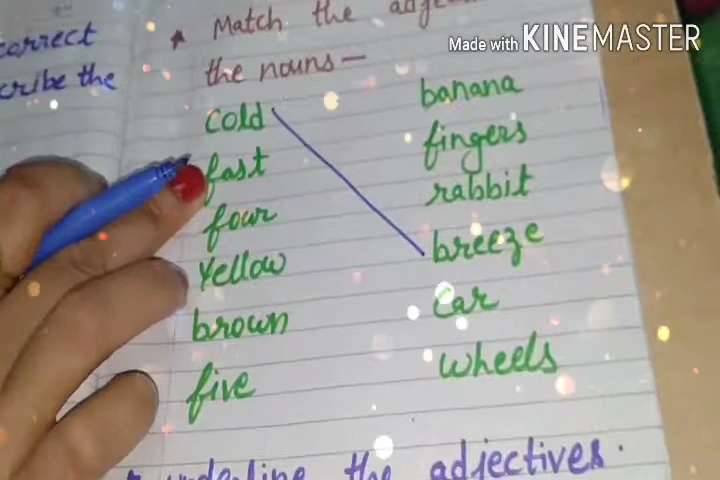 correct
cribe the
* Match the
the nouns—
cold banana
fast fingers
four rabbit
Yellow breeze
brown car
five wheels
underline the adjectives.
Made with KINEMASTER